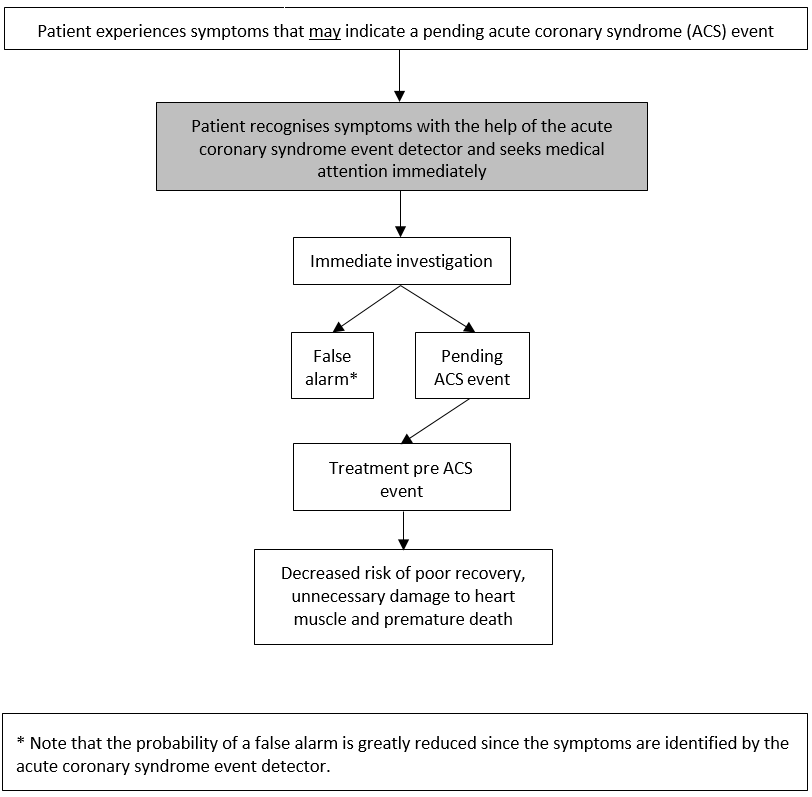 Patient experiences symptoms that may indicate a pending acute coronary syndrome (ACS) event
Patient recognises symptoms with the help of the acute
coronary syndrome event detector and seeks medical
attention immediately
Immediate investigation
False
alarm*
Pending
ACS event
Treatment pre ACS
event
Decreased risk of poor recovery,
unnecessary damage to heart
muscle and premature death
* Note that the probability of a false alarm is greatly reduced since the symptoms are identified by the
acute coronary syndrome event detector.